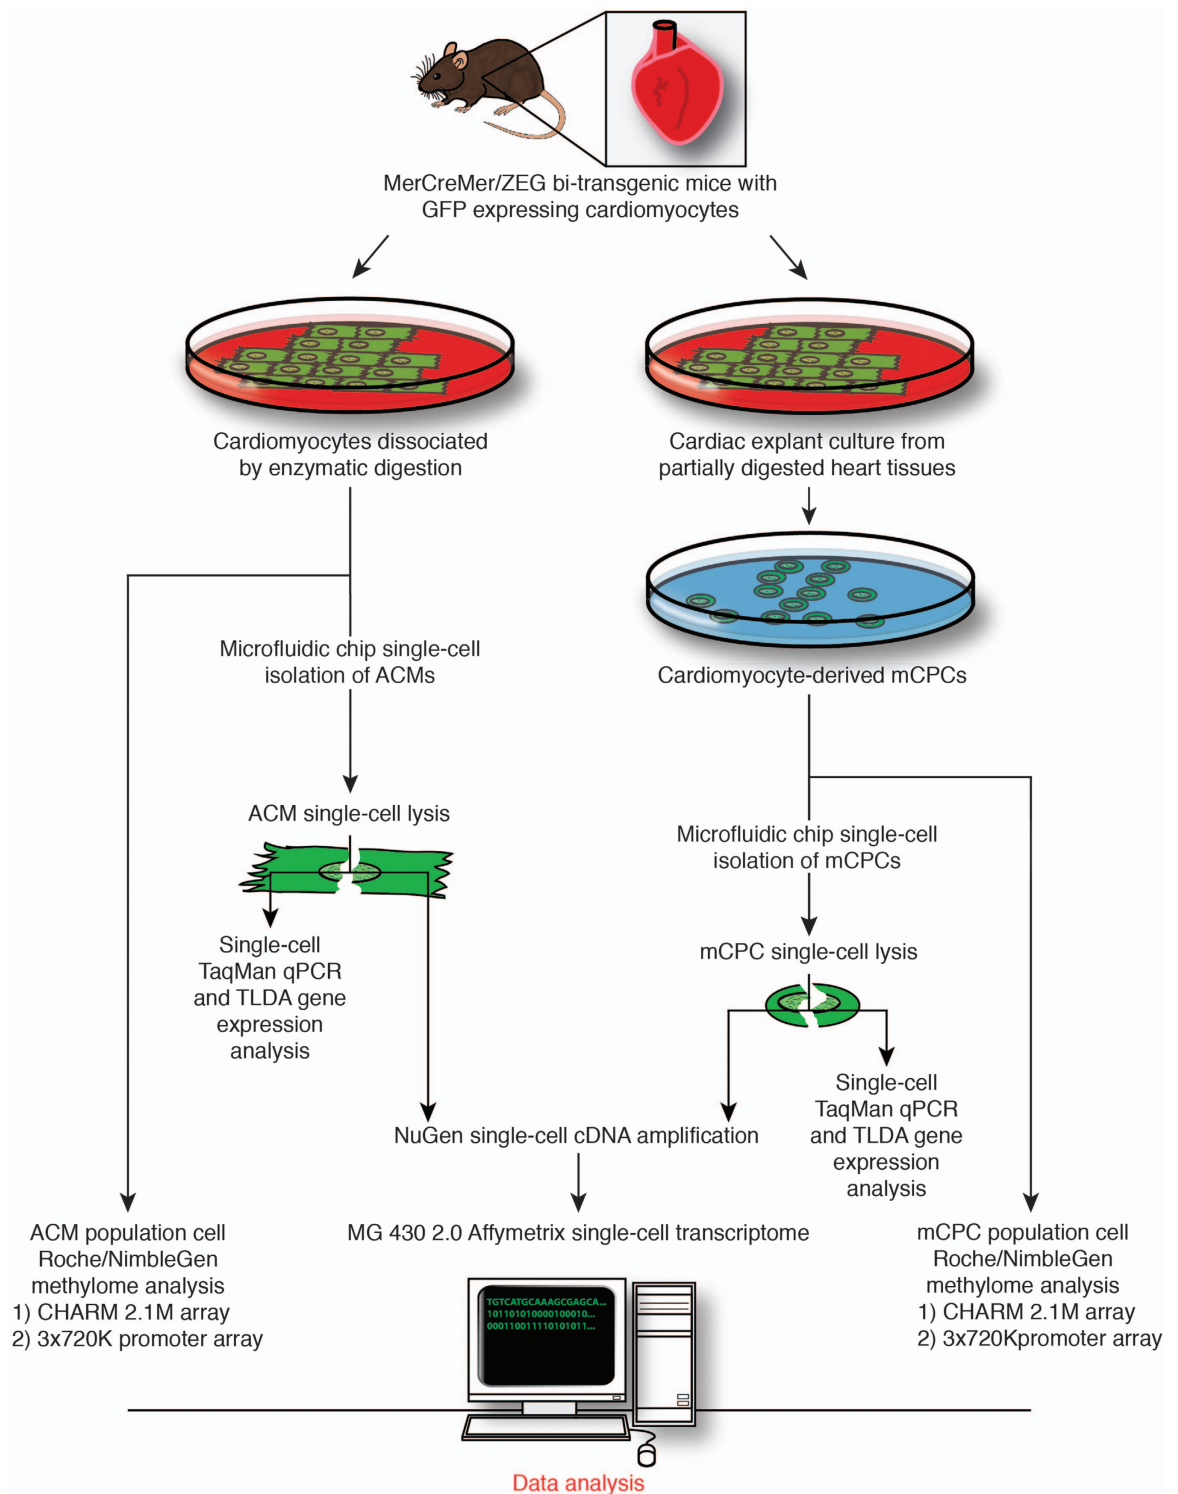 MerCreMer/ZEG bi-transgenic mice with
GFP expressing cardiomyocytes
Cardiomyocytes dissociated
by enzymatic digestion
Cardiac explant culture from
partially digested heart tissues
Microfluidic chip single-cell
isolation of ACMs
Cardiomyocyte-derived mCPCs
ACM single-cell lysis
Microfluidic chip single-cell
isolation of mCPCs
Single-cell
TaqMan qPCR
and TLDA gene
expression
analysis
mCPC single-cell lysis
Single-cell
TaqMan qPCR
and TLDA gene
expression
analysis
NuGen single-cell cDNA amplification
ACM population cell
Roche/NimbleGen
methylome analysis
1) CHARM 2.1M array
2) 3x720K promoter array
MG 430 2.0 Affymetrix single-cell transcriptome
mCPC population cell
Roche/NimbleGen
methylome analysis
1) CHARM 2.1M array
2) 3x720Kpromoter array
TGTCATGCAAAGCGAGCA...
10110101000010001​0...
000110011110101011...
Data analysis